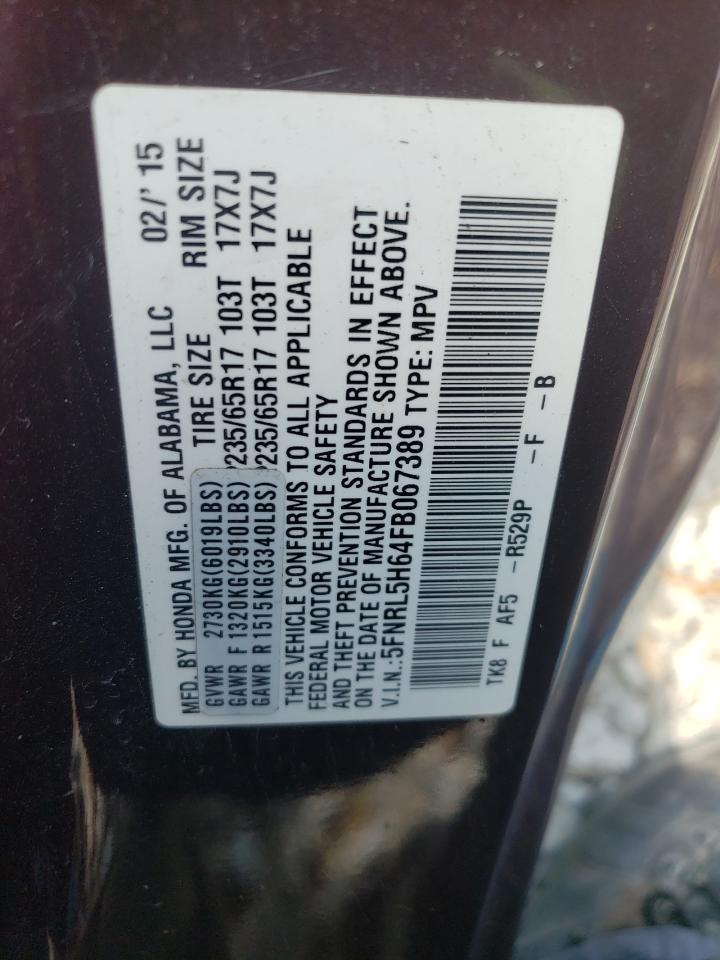 MFD. BY HONDA MFG. OF ALABAMA, LLC 02/' 15
TIRE SIZE RIM SIZE
GVWR 2730KG(6019LBS)
GAWR F 1320KG(2910LBS) P235/65R17 103T 17X7J
GAWR R 1515KG(3340LBS) P235/65R17 103T 17X7J
THIS VEHICLE CONFORMS TO ALL APPLICABLE
FEDERAL MOTOR VEHICLE SAFETY
AND THEFT PREVENTION STANDARDS IN EFFECT
ON THE DATE OF MANUFACTURE SHOWN ABOVE.
V.I.N.:5FNRL5H64FB067389 TYPE: MPV
TK8 F AF5 -R529P -F -B